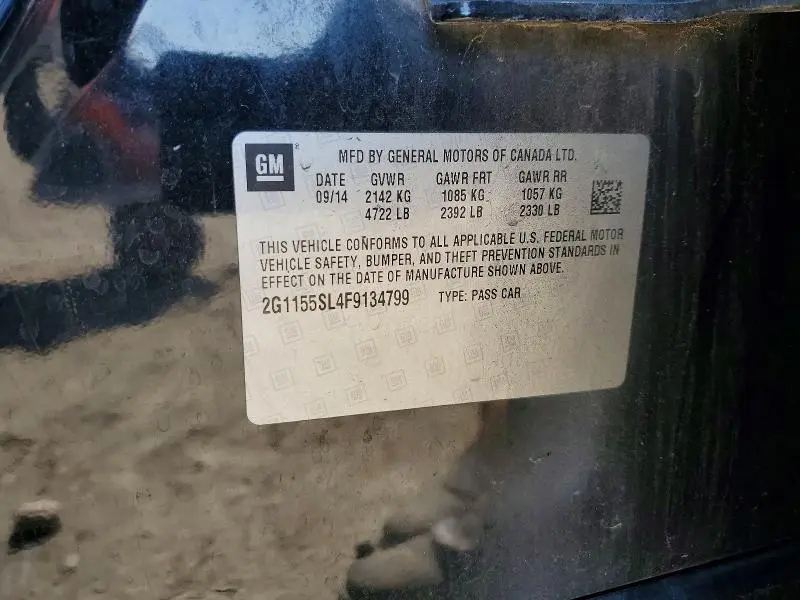 GM
MFD BY GENERAL MOTORS OF CANADA LTD.
DATE GVWR GAWR FRT GAWR RR
09/14 2142 KG 1085 KG 1057 KG
4722 LB 2392 LB 2330 LB
THIS VEHICLE CONFORMS TO ALL APPLICABLE U.S. FEDERAL MOTOR
VEHICLE SAFETY, BUMPER, AND THEFT PREVENTION STANDARDS IN
EFFECT ON THE DATE OF MANUFACTURE SHOWN ABOVE.
2G1155SL4F9134799 TYPE: PASS CAR